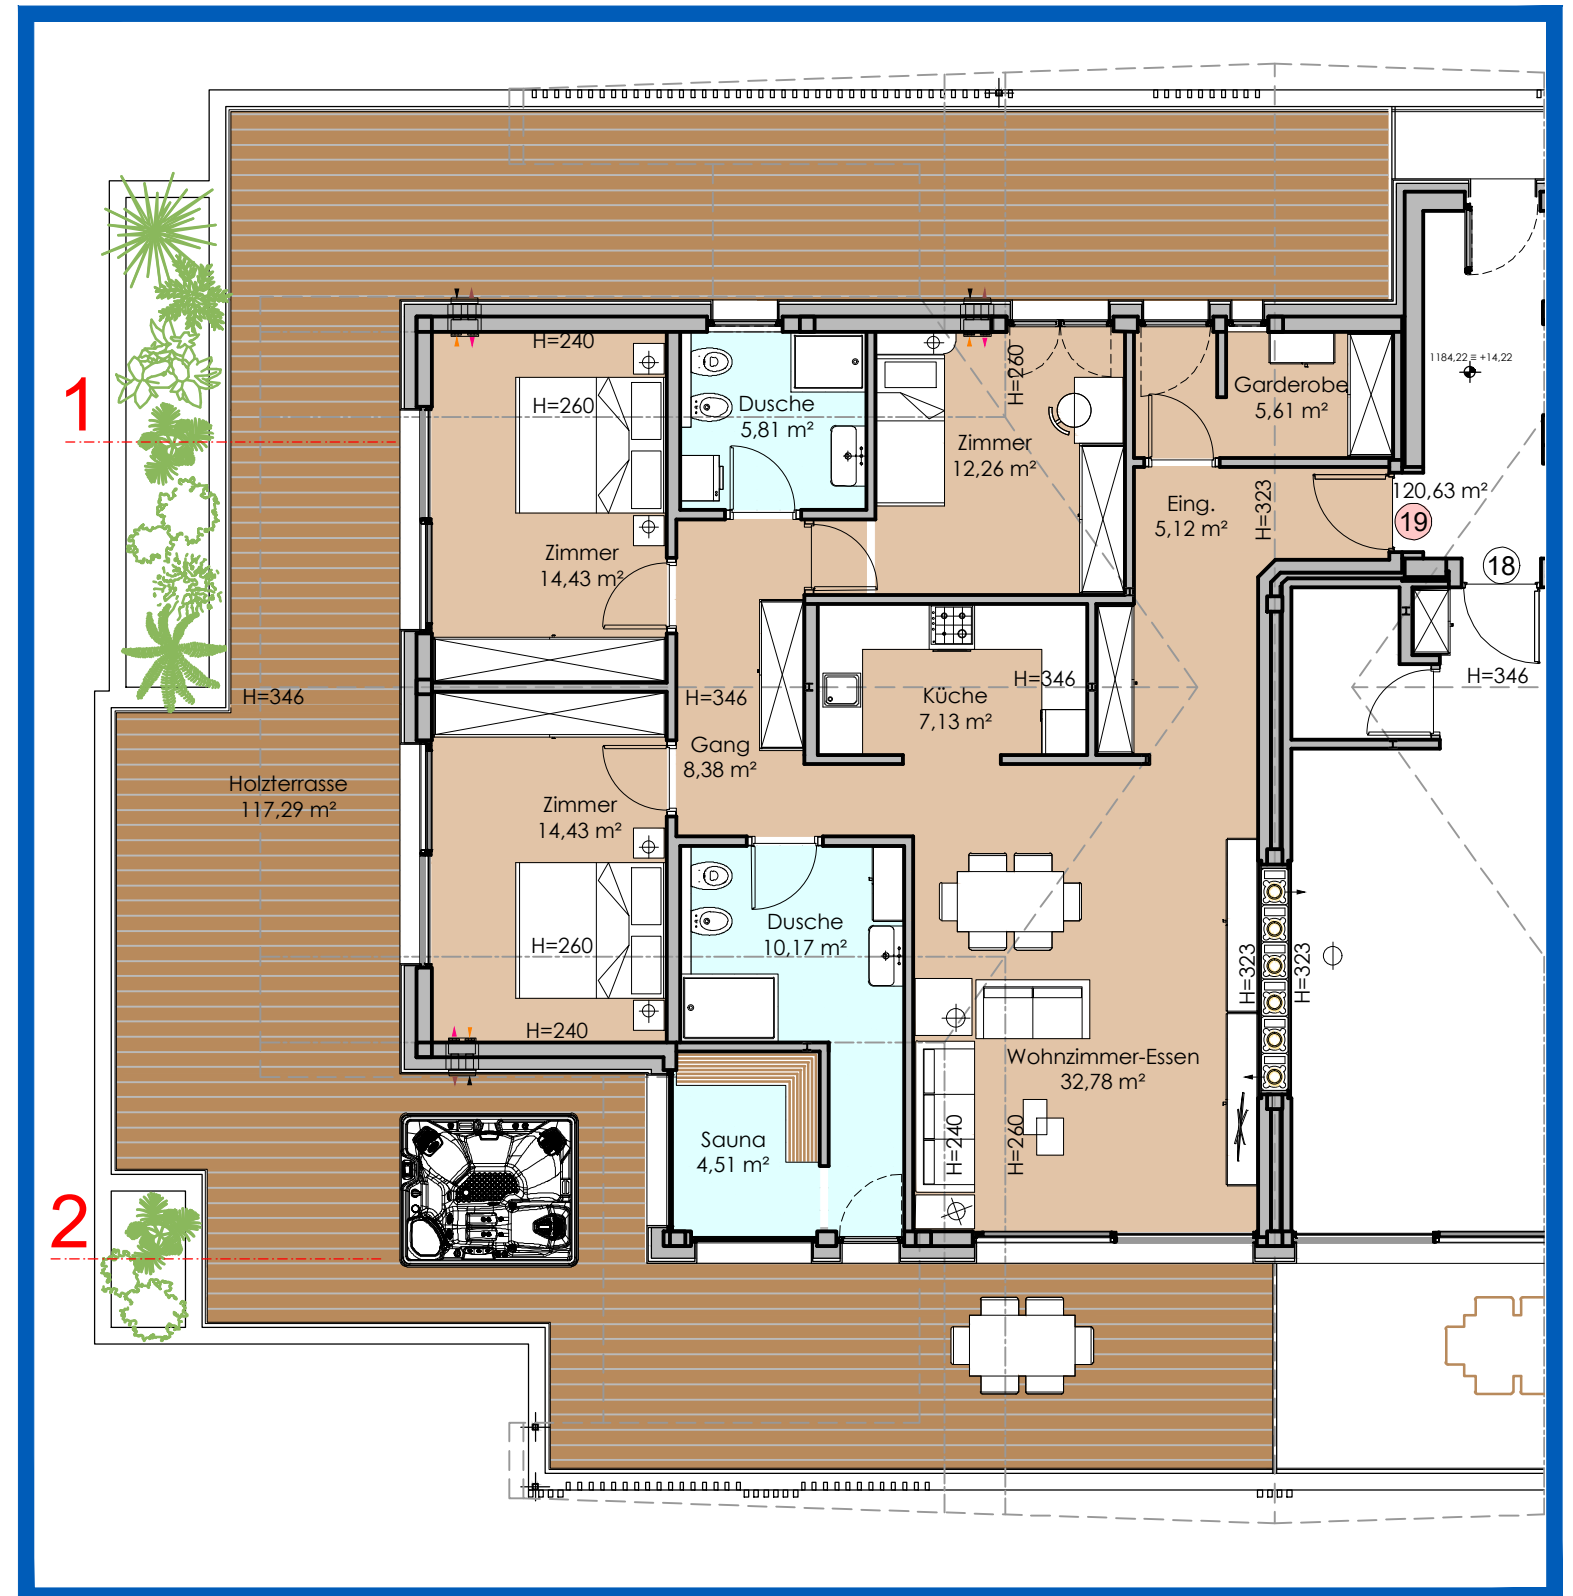 H=240
H=260
1184,22 ≡ +14,22
Garderobe
5,61 m²
H=260
Dusche
5,81 m²
1
Zimmer
12,26 m²
120,63 m²
19
Eing.
5,12 m²
H=323
Zimmer
14,43 m²
18
H=346
H=346
H=346
H=346
Küche
7,13 m²
Gang
8,38 m²
Holzterrasse
117,29 m²
Zimmer
14,43 m²
Dusche
10,17 m²
H=260
H=323
H=323
H=240
Wohnzimmer-Essen
32,78 m²
Sauna
4,51 m²
H=240
H=260
2